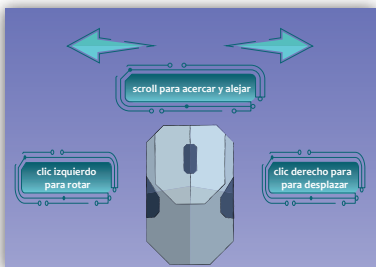 scroll para acercar y alejar
clic izquierdo
para rotar
clic derecho para
para desplazar